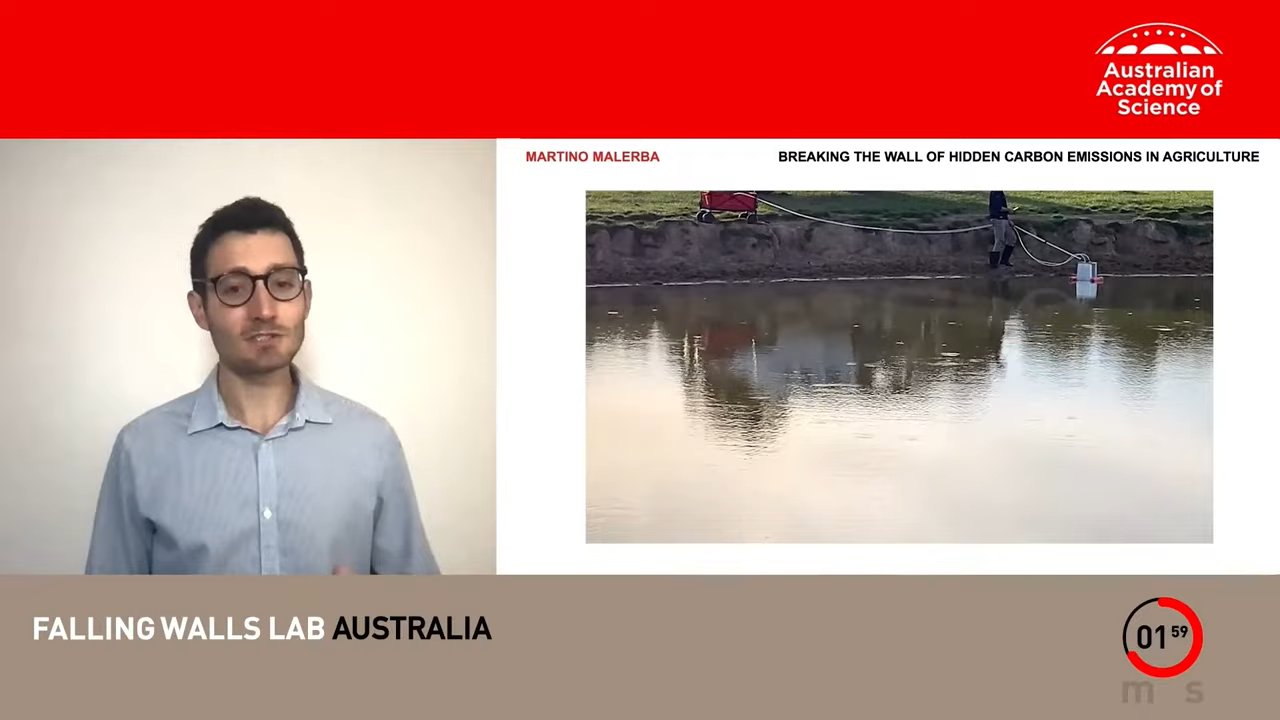 Australian
Academy of
Science
MARTINO MALERBA
BREAKING THE WALL OF HIDDEN CARBON EMISSIONS IN AGRICULTURE
FALLING WALLS LAB AUSTRALIA
01 59
m s